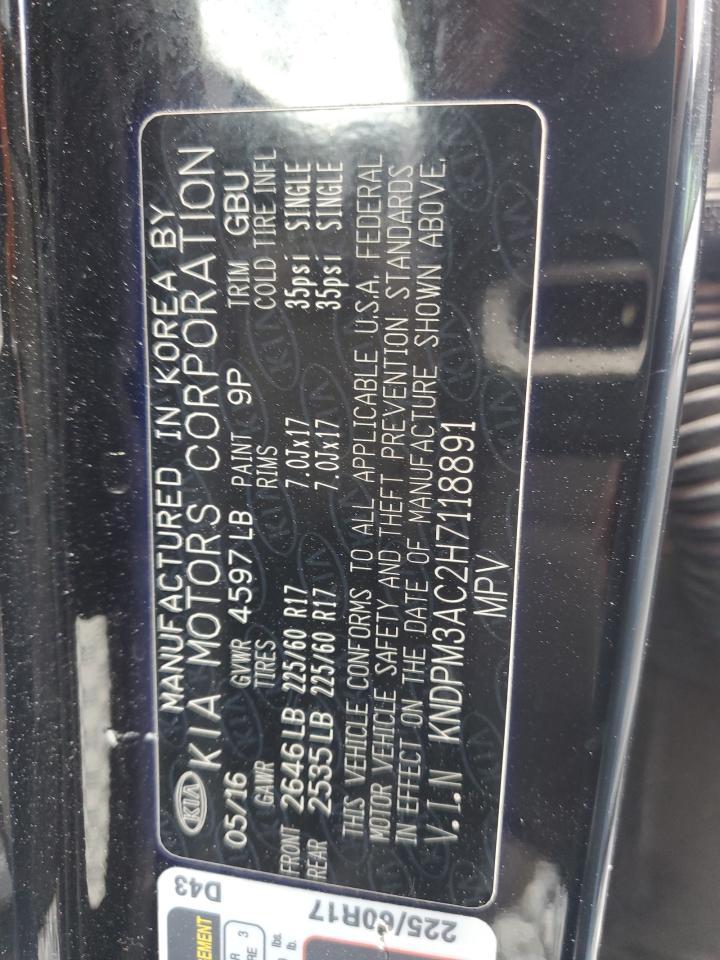 KIA
MANUFACTURED IN KOREA BY
KIA MOTORS CORPORATION
05/16 GVWR 4597LB PAINT 9P TRIM GBU
GAWR TIRES RIMS COLD TIRE INFL
FRONT 2646LB 225/60 R17 7.0Jx17 35psi SINGLE
REAR 2535LB 225/60 R17 7.0Jx17 35psi SINGLE
THIS VEHICLE CONFORMS TO ALL APPLICABLE U.S.A. FEDERAL
MOTOR VEHICLE SAFETY AND THEFT PREVENTION STANDARDS
IN EFFECT ON THE DATE OF MANUFACTURE SHOWN ABOVE.
V.I.N KNDPM3AC2H7118891
MPV
D43
225/60R17